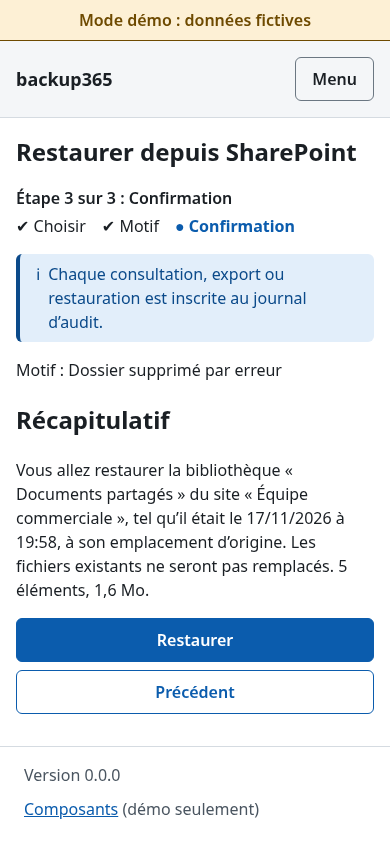 Mode démo : données fictives
backup365
Menu
Restaurer depuis SharePoint
Étape 3 sur 3 : Confirmation
✔ Choisir ✔ Motif ● Confirmation
i Chaque consultation, export ou
restauration est inscrite au journal
d’audit.
Motif : Dossier supprimé par erreur
Récapitulatif
Vous allez restaurer la bibliothèque «
Documents partagés » du site « Équipe
commerciale », tel qu’il était le 17/11/2026 à
19:58, à son emplacement d’origine. Les
fichiers existants ne seront pas remplacés. 5
éléments, 1,6 Mo.
Restaurer
Précédent
Version 0.0.0
Composants (démo seulement)